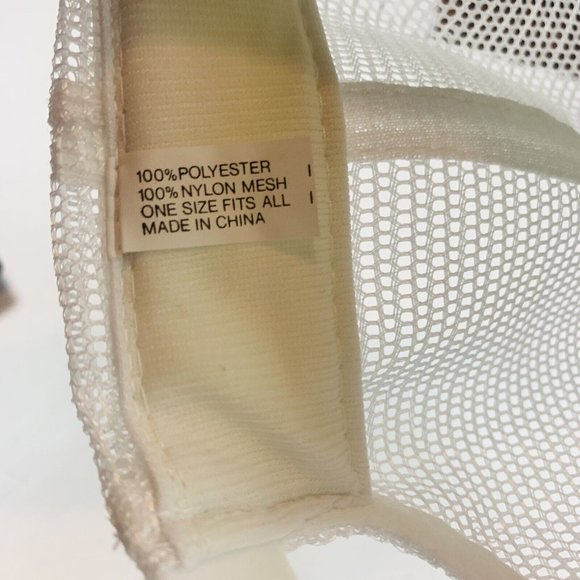 100%POLYESTER
100%NYLON MESH
ONE SIZE FITS ALL
MADE IN CHINA